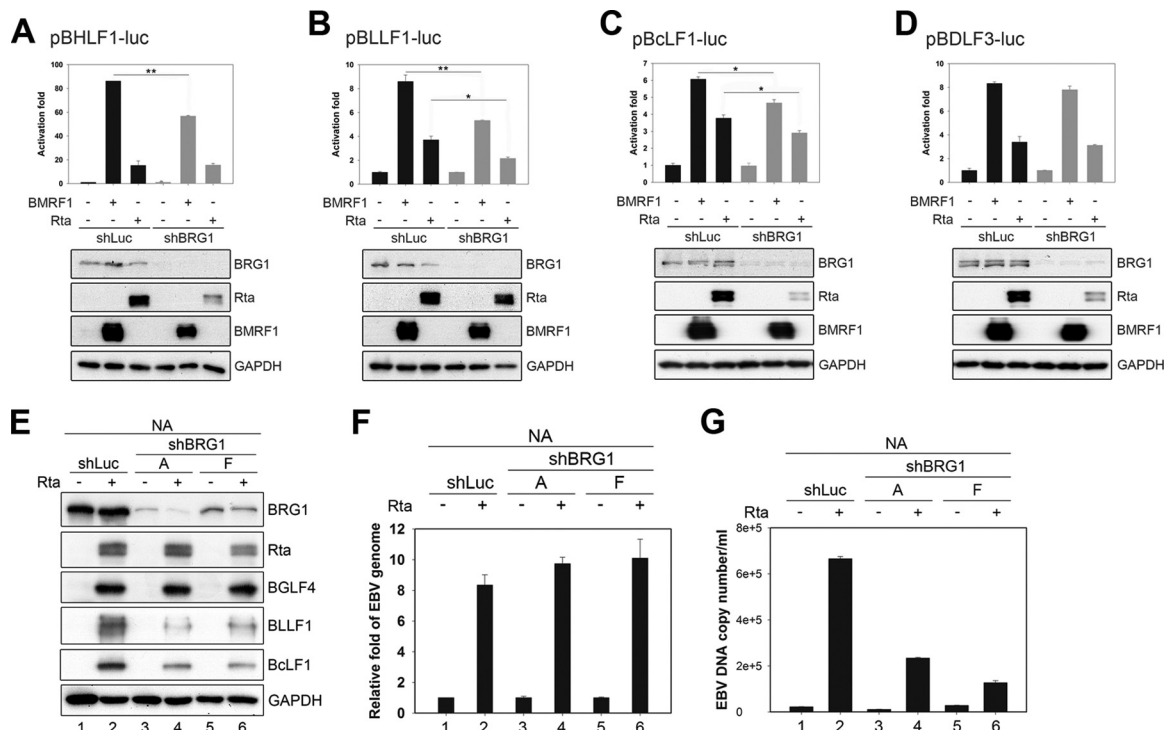 A
pBHLF1-luc
Activation fold
100
80
60
40
20
0
**
BMRF1 - + - - + -
Rta - - + - - +
shLuc shBRG1
BRG1
Rta
BMRF1
GAPDH
B
pBLLF1-luc
Activation fold
10
8
6
4
2
0
**
*
- + - - + -
- - + - - +
shLuc shBRG1
BRG1
Rta
BMRF1
GAPDH
C
pBcLF1-luc
Activation fold
7
6
5
4
3
2
1
0
*
*
- + - - + -
- - + - - +
shLuc shBRG1
BRG1
Rta
BMRF1
GAPDH
D
pBDLF3-luc
Activation fold
10
8
6
4
2
0
- + - - + -
- - + - - +
shLuc shBRG1
BRG1
Rta
BMRF1
GAPDH
E
NA
shBRG1
shLuc A F
Rta - + - + - +
BRG1
Rta
BGLF4
BLLF1
BcLF1
GAPDH
1 2 3 4 5 6
F
NA
shBRG1
shLuc A F
Rta - + - + - +
Relative fold of EBV genome
12
10
8
6
4
2
0
1 2 3 4 5 6
G
NA
shBRG1
shLuc A F
Rta - + - + - +
EBV DNA copy number/ml
8e+5
6e+5
4e+5
2e+5
0
1 2 3 4 5 6